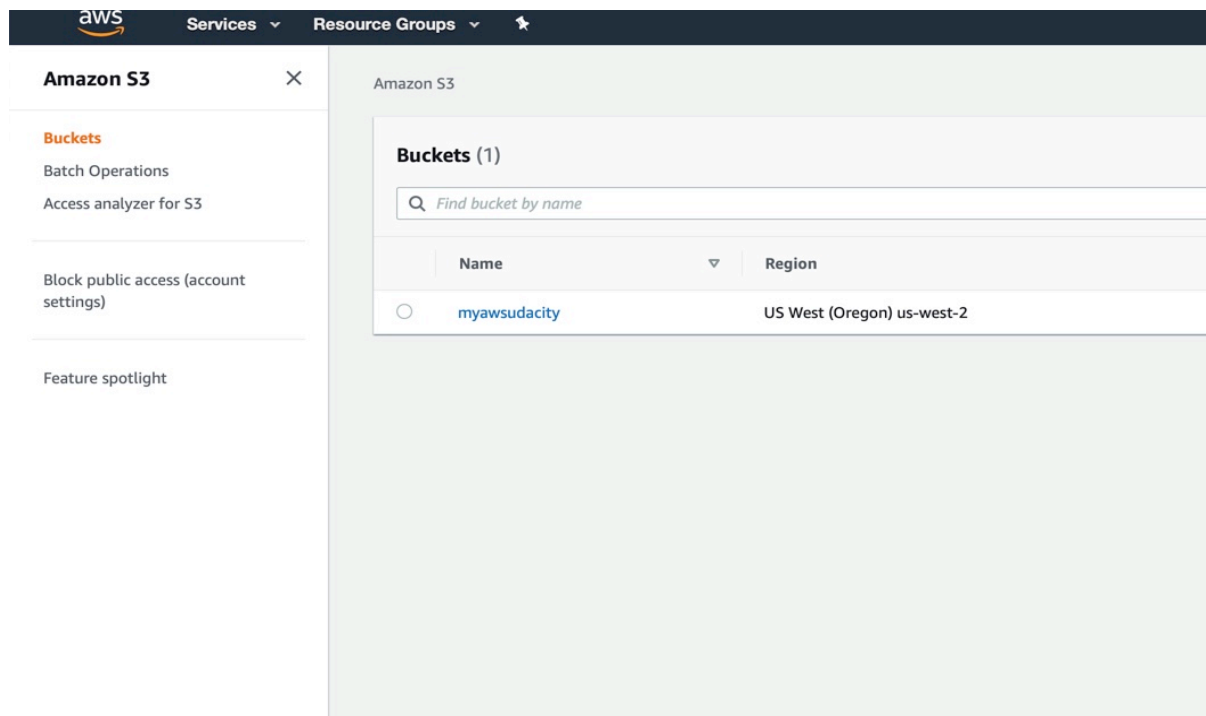 aws
Services
Resource Groups
Amazon S3
Buckets
Batch Operations
Access analyzer for S3
Block public access (account
settings)
Feature spotlight
Amazon S3
Buckets (1)
Find bucket by name
Name
Region
myawsudacity
US West (Oregon) us-west-2